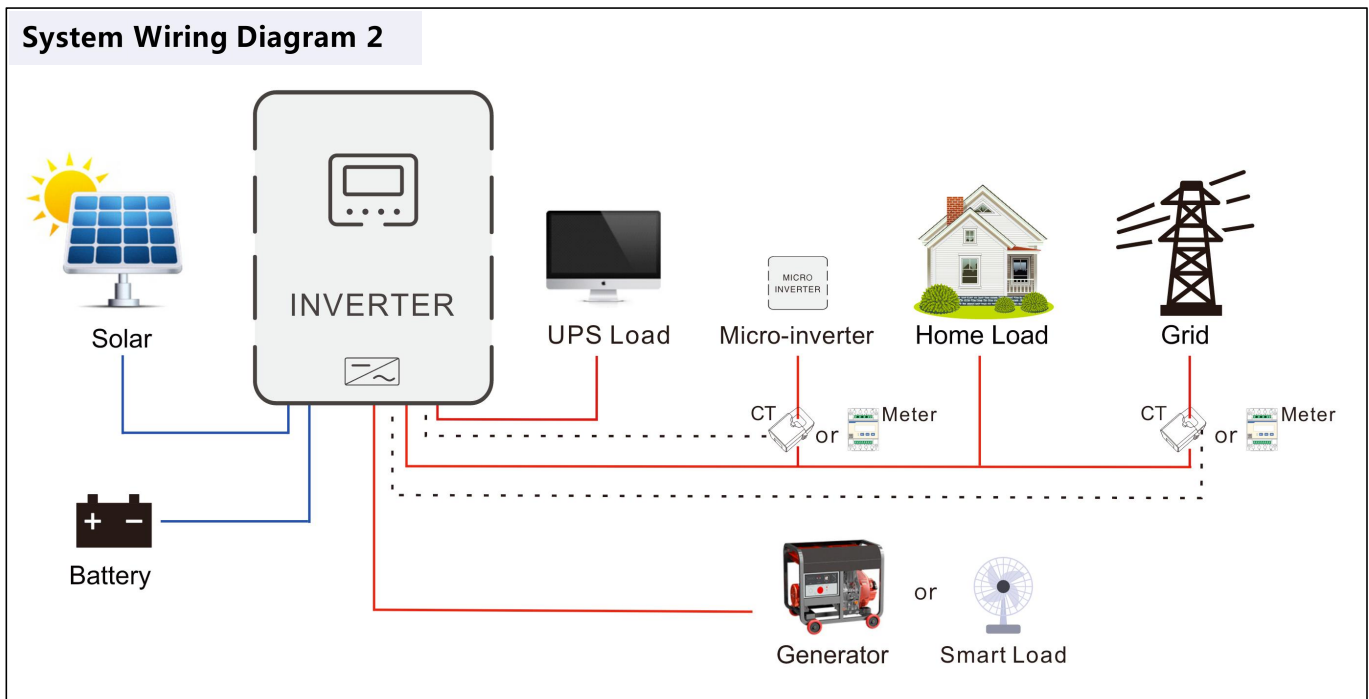 System Wiring Diagram 2
INVERTER
MICRO
INVERTER
Solar
UPS Load
Micro-inverter
Home Load
Grid
CT
or
Meter
CT
or
Meter
+ −
Battery
or
Generator
Smart Load